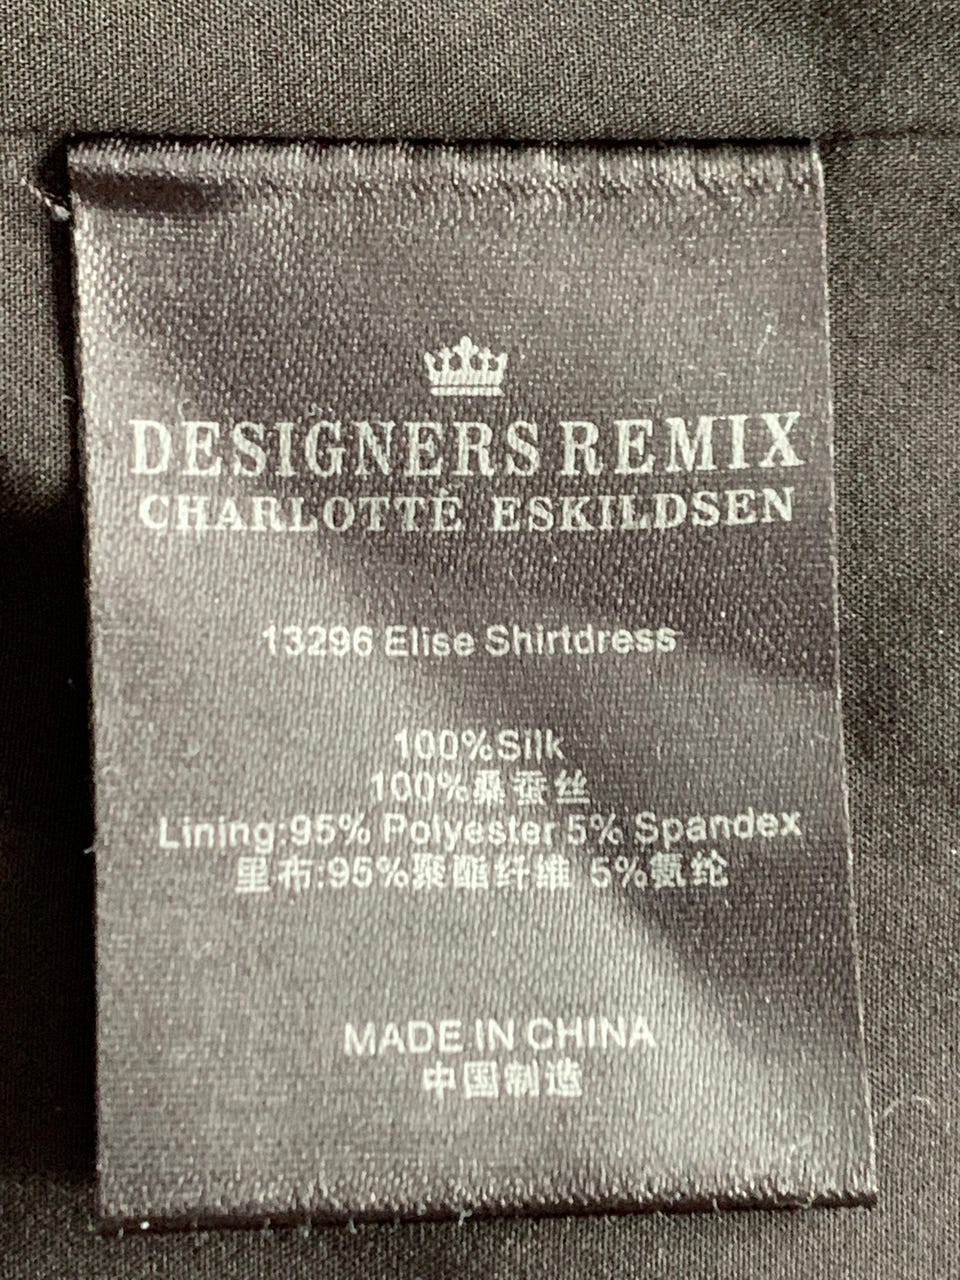 DESIGNERS REMIX
CHARLOTTE ESKILDSEN
13296 Elise Shirtdress
100%Silk
100%桑蚕丝
Lining:95% Polyester 5% Spandex
里布:95%聚酯纤维 5%氨纶
MADE IN CHINA
中国制造